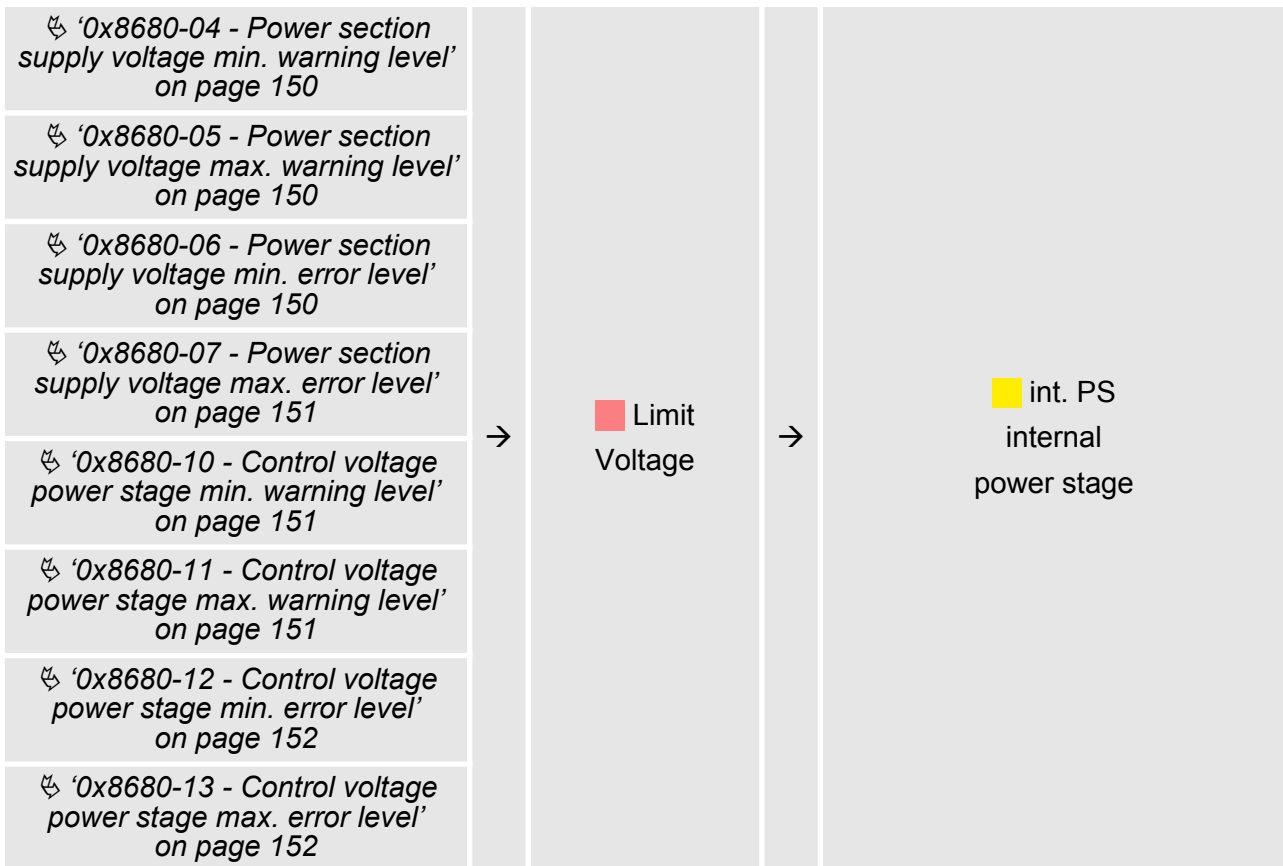 ↳ ‘0x8680-04 - Power section
supply voltage min. warning level’
on page 150
↳ ‘0x8680-05 - Power section
supply voltage max. warning level’
on page 150
↳ ‘0x8680-06 - Power section
supply voltage min. error level’
on page 150
↳ ‘0x8680-07 - Power section
supply voltage max. error level’
on page 151
↳ ‘0x8680-10 - Control voltage
power stage min. warning level’
on page 151
↳ ‘0x8680-11 - Control voltage
power stage max. warning level’
on page 151
↳ ‘0x8680-12 - Control voltage
power stage min. error level’
on page 152
↳ ‘0x8680-13 - Control voltage
power stage max. error level’
on page 152
→
Limit
Voltage
→
int. PS
internal
power stage